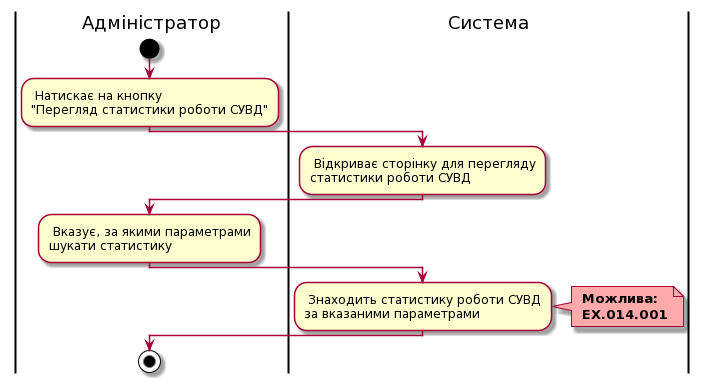 Адміністратор
Система
Натискає на кнопку
"Перегляд статистики роботи СУВД"
Відкриває сторінку для перегляду
статистики роботи СУВД
Вказує, за якими параметрами
шукати статистику
Знаходить статистику роботи СУВД
за вказаними параметрами
Можлива:
EX.014.001